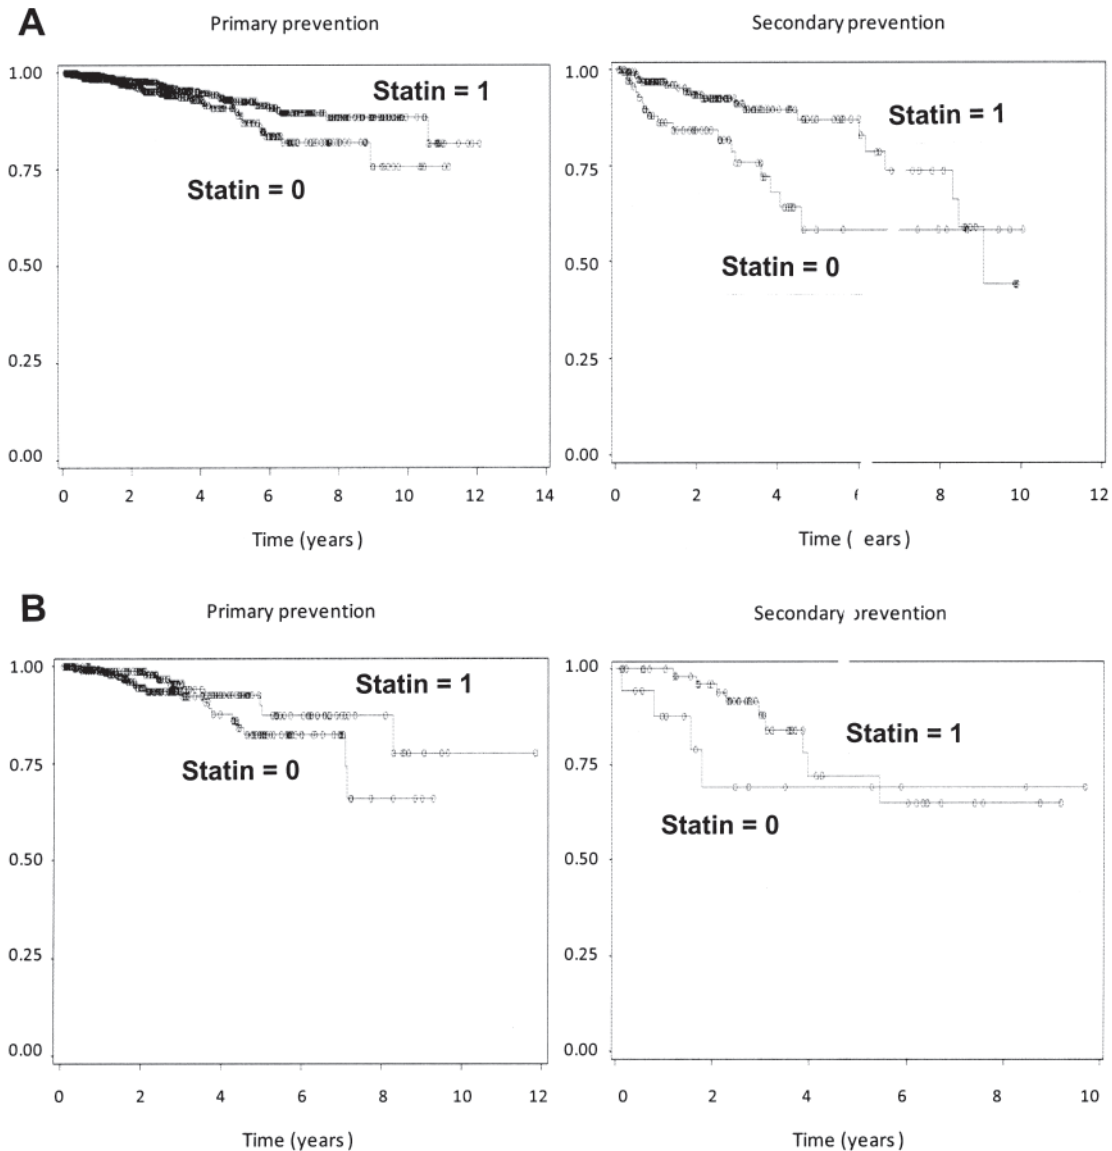 A
Primary prevention
Secondary prevention
1.00
0.75
0.50
0.25
0.00
Statin = 1
Statin = 0
0 2 4 6 8 10 12 14
Time (years)
1.00
0.75
0.50
0.25
0.00
Statin = 1
Statin = 0
0 2 4 8 10 12
Time ( ears)
B
Primary prevention
Secondary prevention
1.00
0.75
0.50
0.25
0.00
Statin = 1
Statin = 0
0 2 4 6 8 10 12
Time (years)
1.00
0.75
0.50
0.25
0.00
Statin = 1
Statin = 0
0 2 4 6 8 10
Time (years)